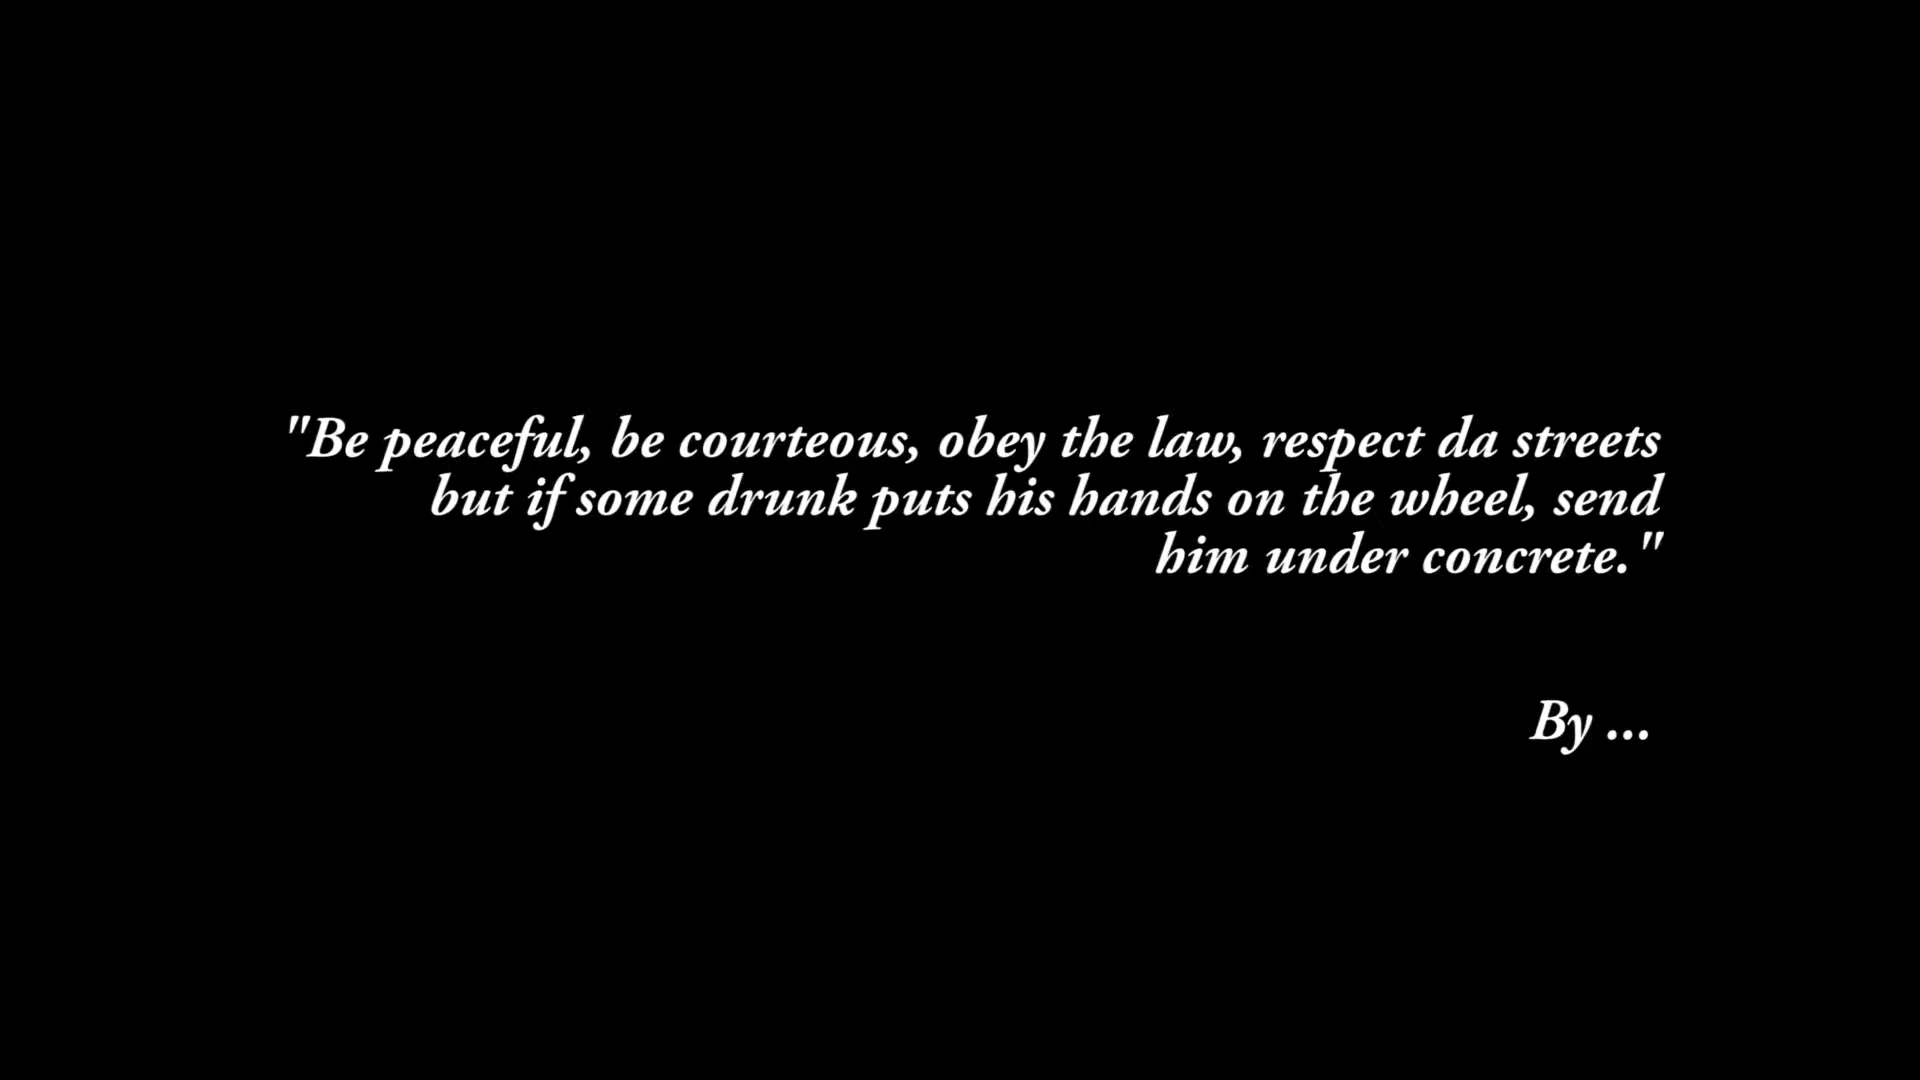 "Be peaceful, be courteous, obey the law, respect da streets
but if some drunk puts his hands on the wheel, send
him under concrete."
By ...